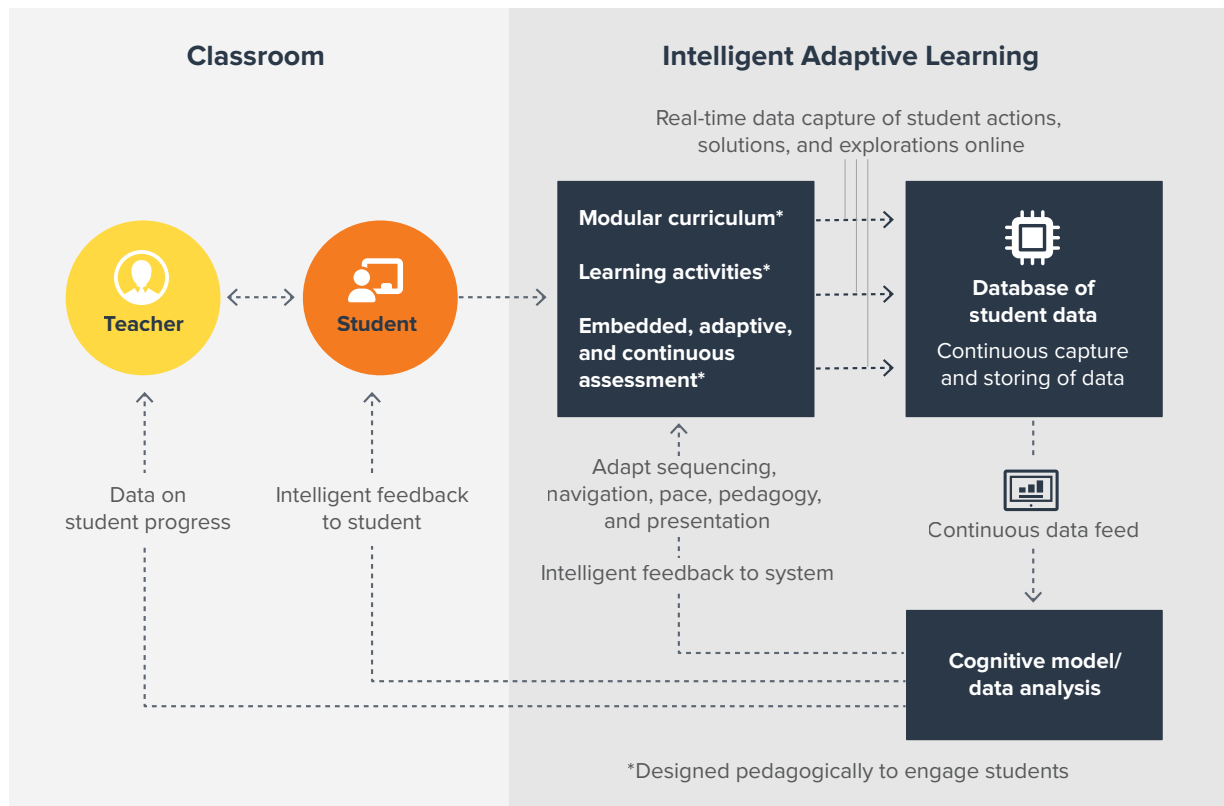 Classroom
Intelligent Adaptive Learning
Real-time data capture of student actions,
solutions, and explorations online
Teacher
Student
Modular curriculum*
Learning activities*
Embedded, adaptive,
and continuous
assessment*
Database of
student data
Continuous capture
and storing of data
Data on
student progress
Intelligent feedback
to student
Adapt sequencing,
navigation, pace, pedagogy,
and presentation
Intelligent feedback to system
Continuous data feed
Cognitive model/
data analysis
*Designed pedagogically to engage students